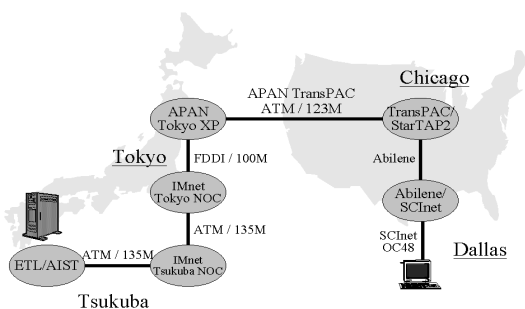 Chicago
APAN TransPAC
ATM / 123M
APAN
Tokyo XP
TransPAC/
StarTAP2
Tokyo
FDDI / 100M
Abilene
IMnet
Tokyo NOC
Abilene/
SCInet
ATM / 135M
SCInet
OC48
Dallas
ETL/AIST
ATM / 135M
IMnet
Tsukuba NOC
Tsukuba